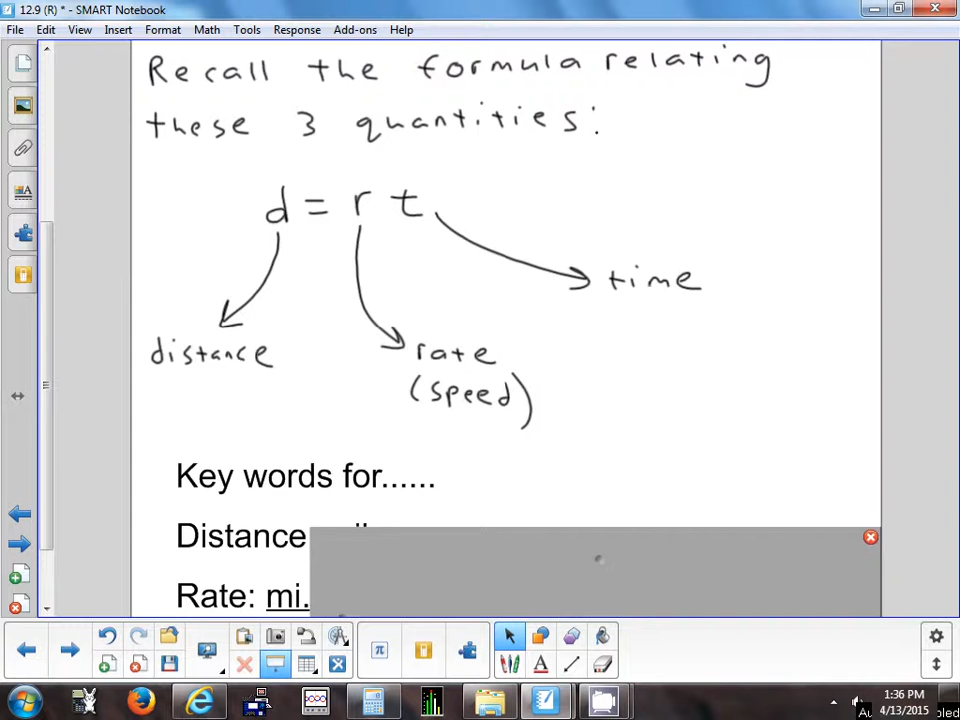 12.9 (R) * - SMART Notebook
File Edit View Insert Format Math Tools Response Add-ons Help
Recall the formula relating
these 3 quantities:
d = r t
time
distance
rate
(speed)
Key words for......
Distance
Rate: mi.
1:36 PM
4/13/2015